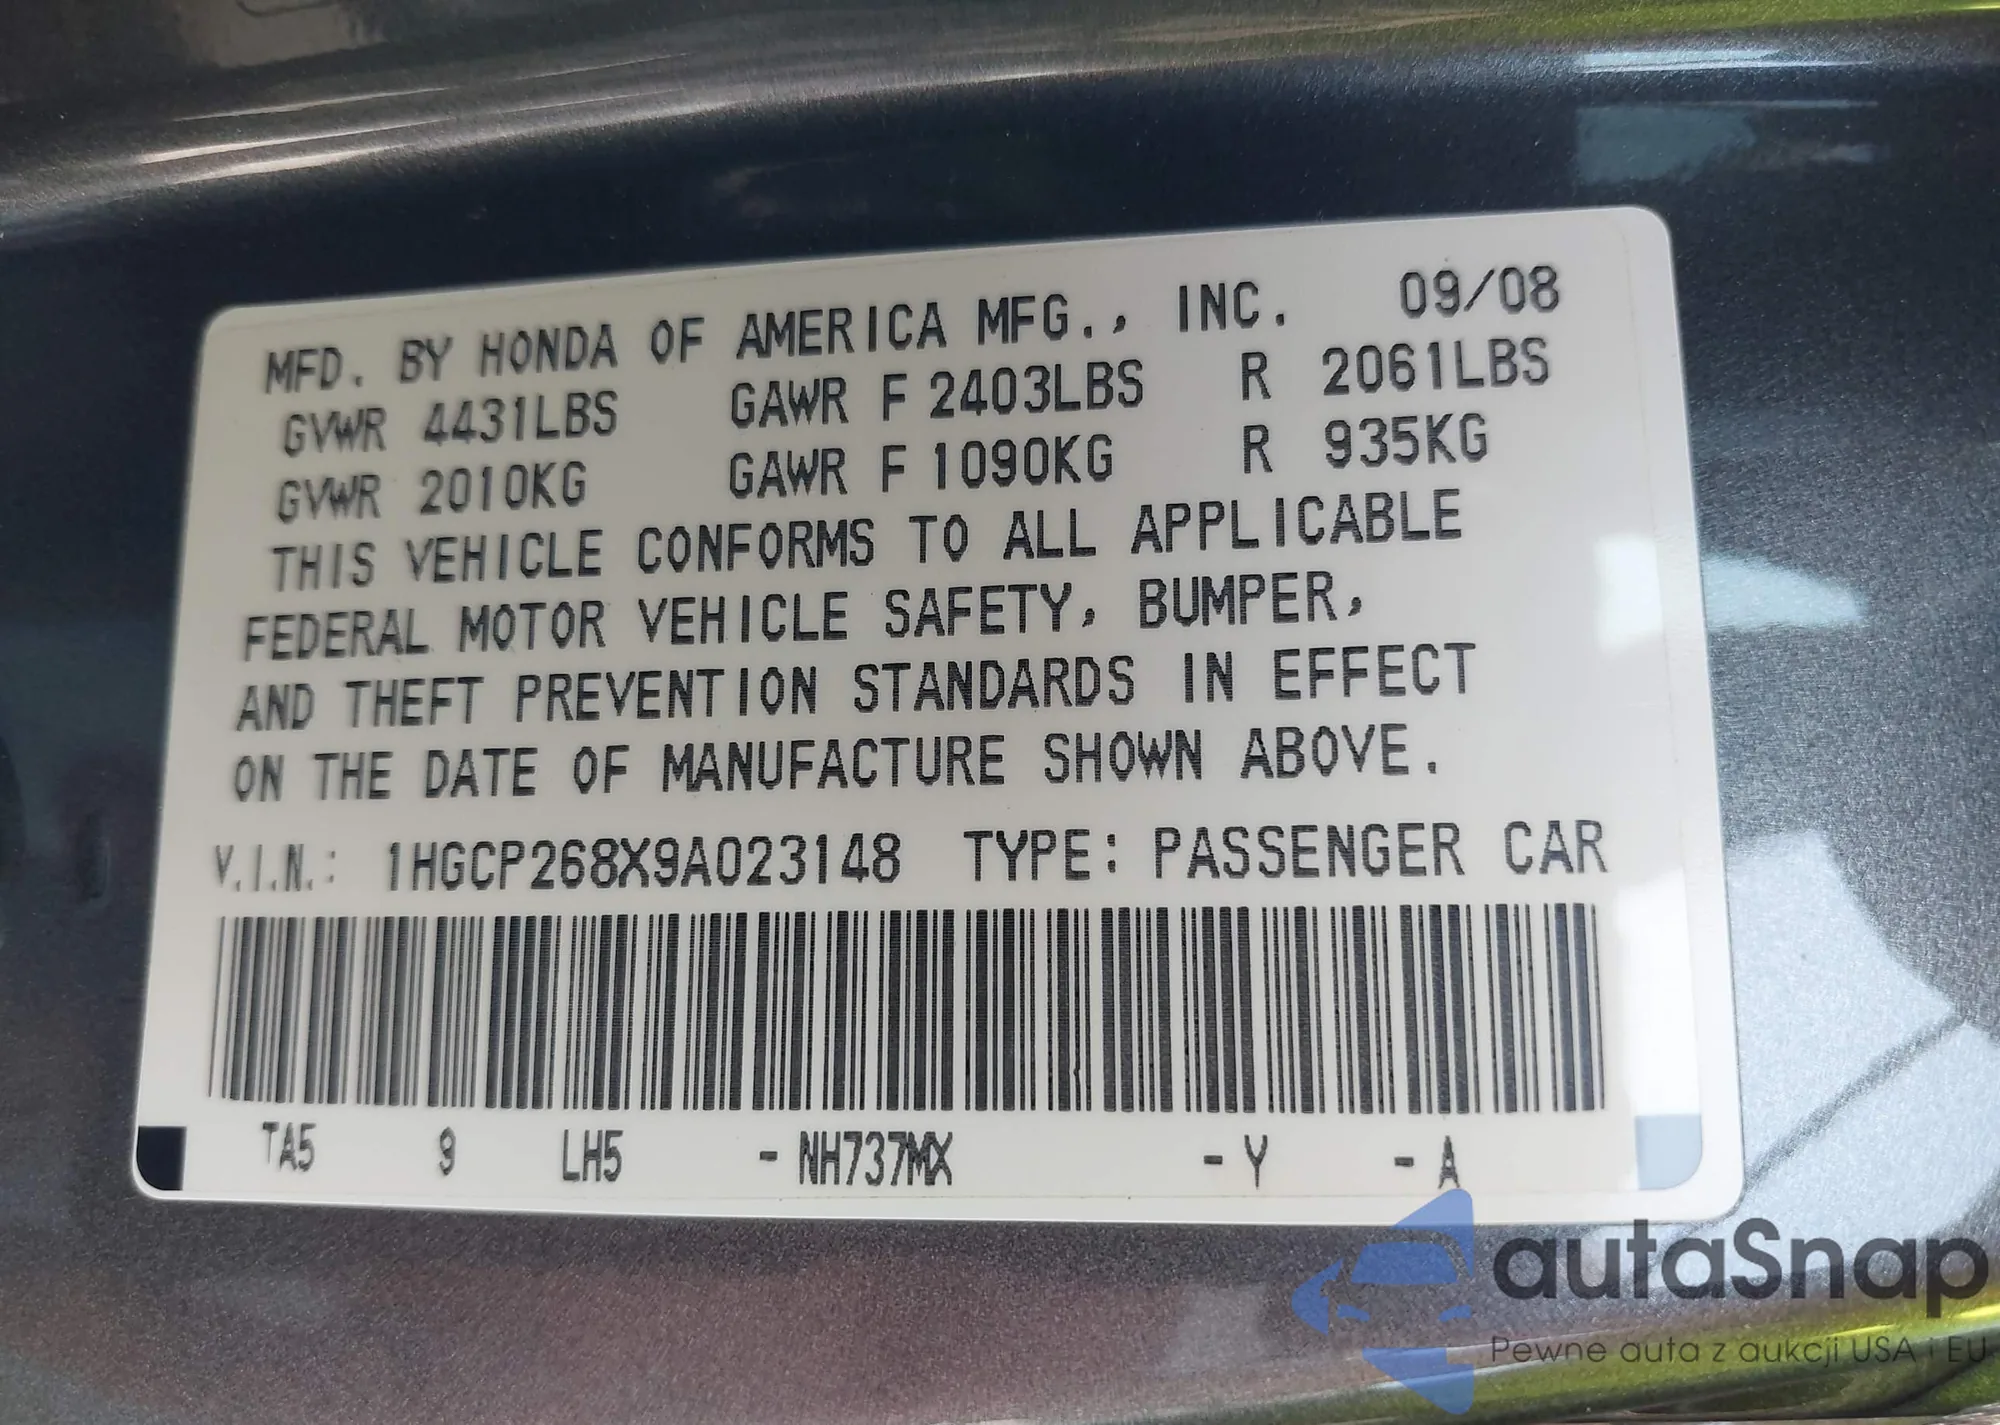 MFD. BY HONDA OF AMERICA MFG., INC. 09/08
GVWR 4431LBS GAWR F 2403LBS R 2061LBS
GVWR 2010KG GAWR F 1090KG R 935KG
THIS VEHICLE CONFORMS TO ALL APPLICABLE
FEDERAL MOTOR VEHICLE SAFETY, BUMPER,
AND THEFT PREVENTION STANDARDS IN EFFECT
ON THE DATE OF MANUFACTURE SHOWN ABOVE.
V.I.N.: 1HGCP268X9A023148 TYPE: PASSENGER CAR
TA5 9 LH5 -NH737MX -Y -A
autaSnap
Pewne auta z aukcji USA i EU